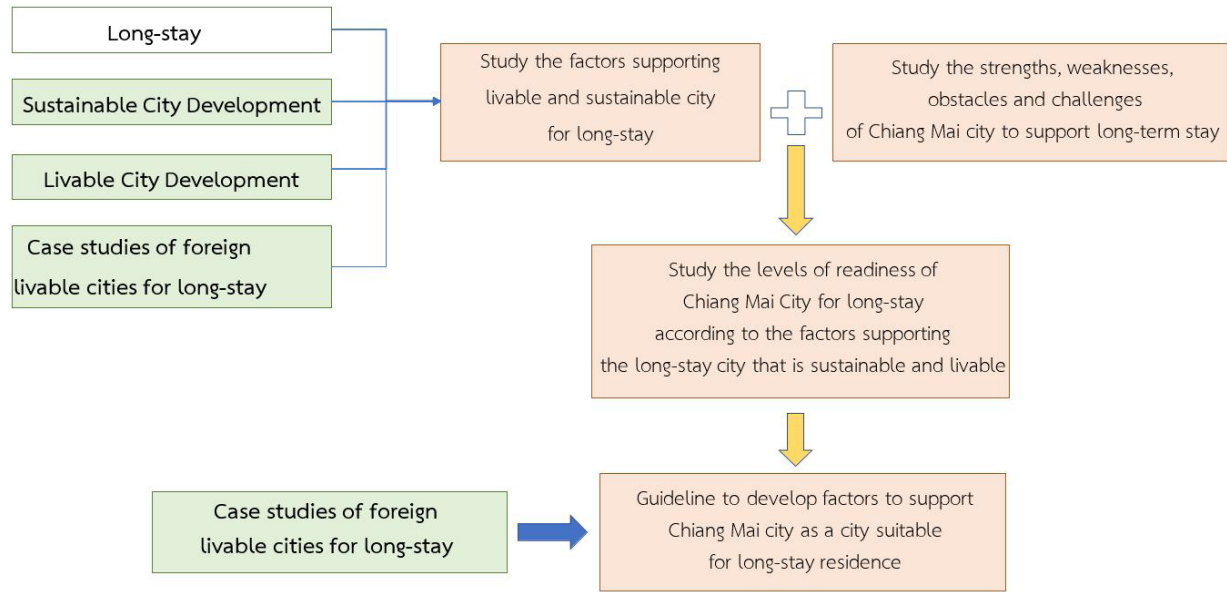 Long-stay
Sustainable City Development
Livable City Development
Case studies of foreign
livable cities for long-stay
Study the factors supporting
livable and sustainable city
for long-stay
Study the strengths, weaknesses,
obstacles and challenges
of Chiang Mai city to support long-term stay
Study the levels of readiness of
Chiang Mai City for long-stay
according to the factors supporting
the long-stay city that is sustainable and livable
Case studies of foreign
livable cities for long-stay
Guideline to develop factors to support
Chiang Mai city as a city suitable
for long-stay residence